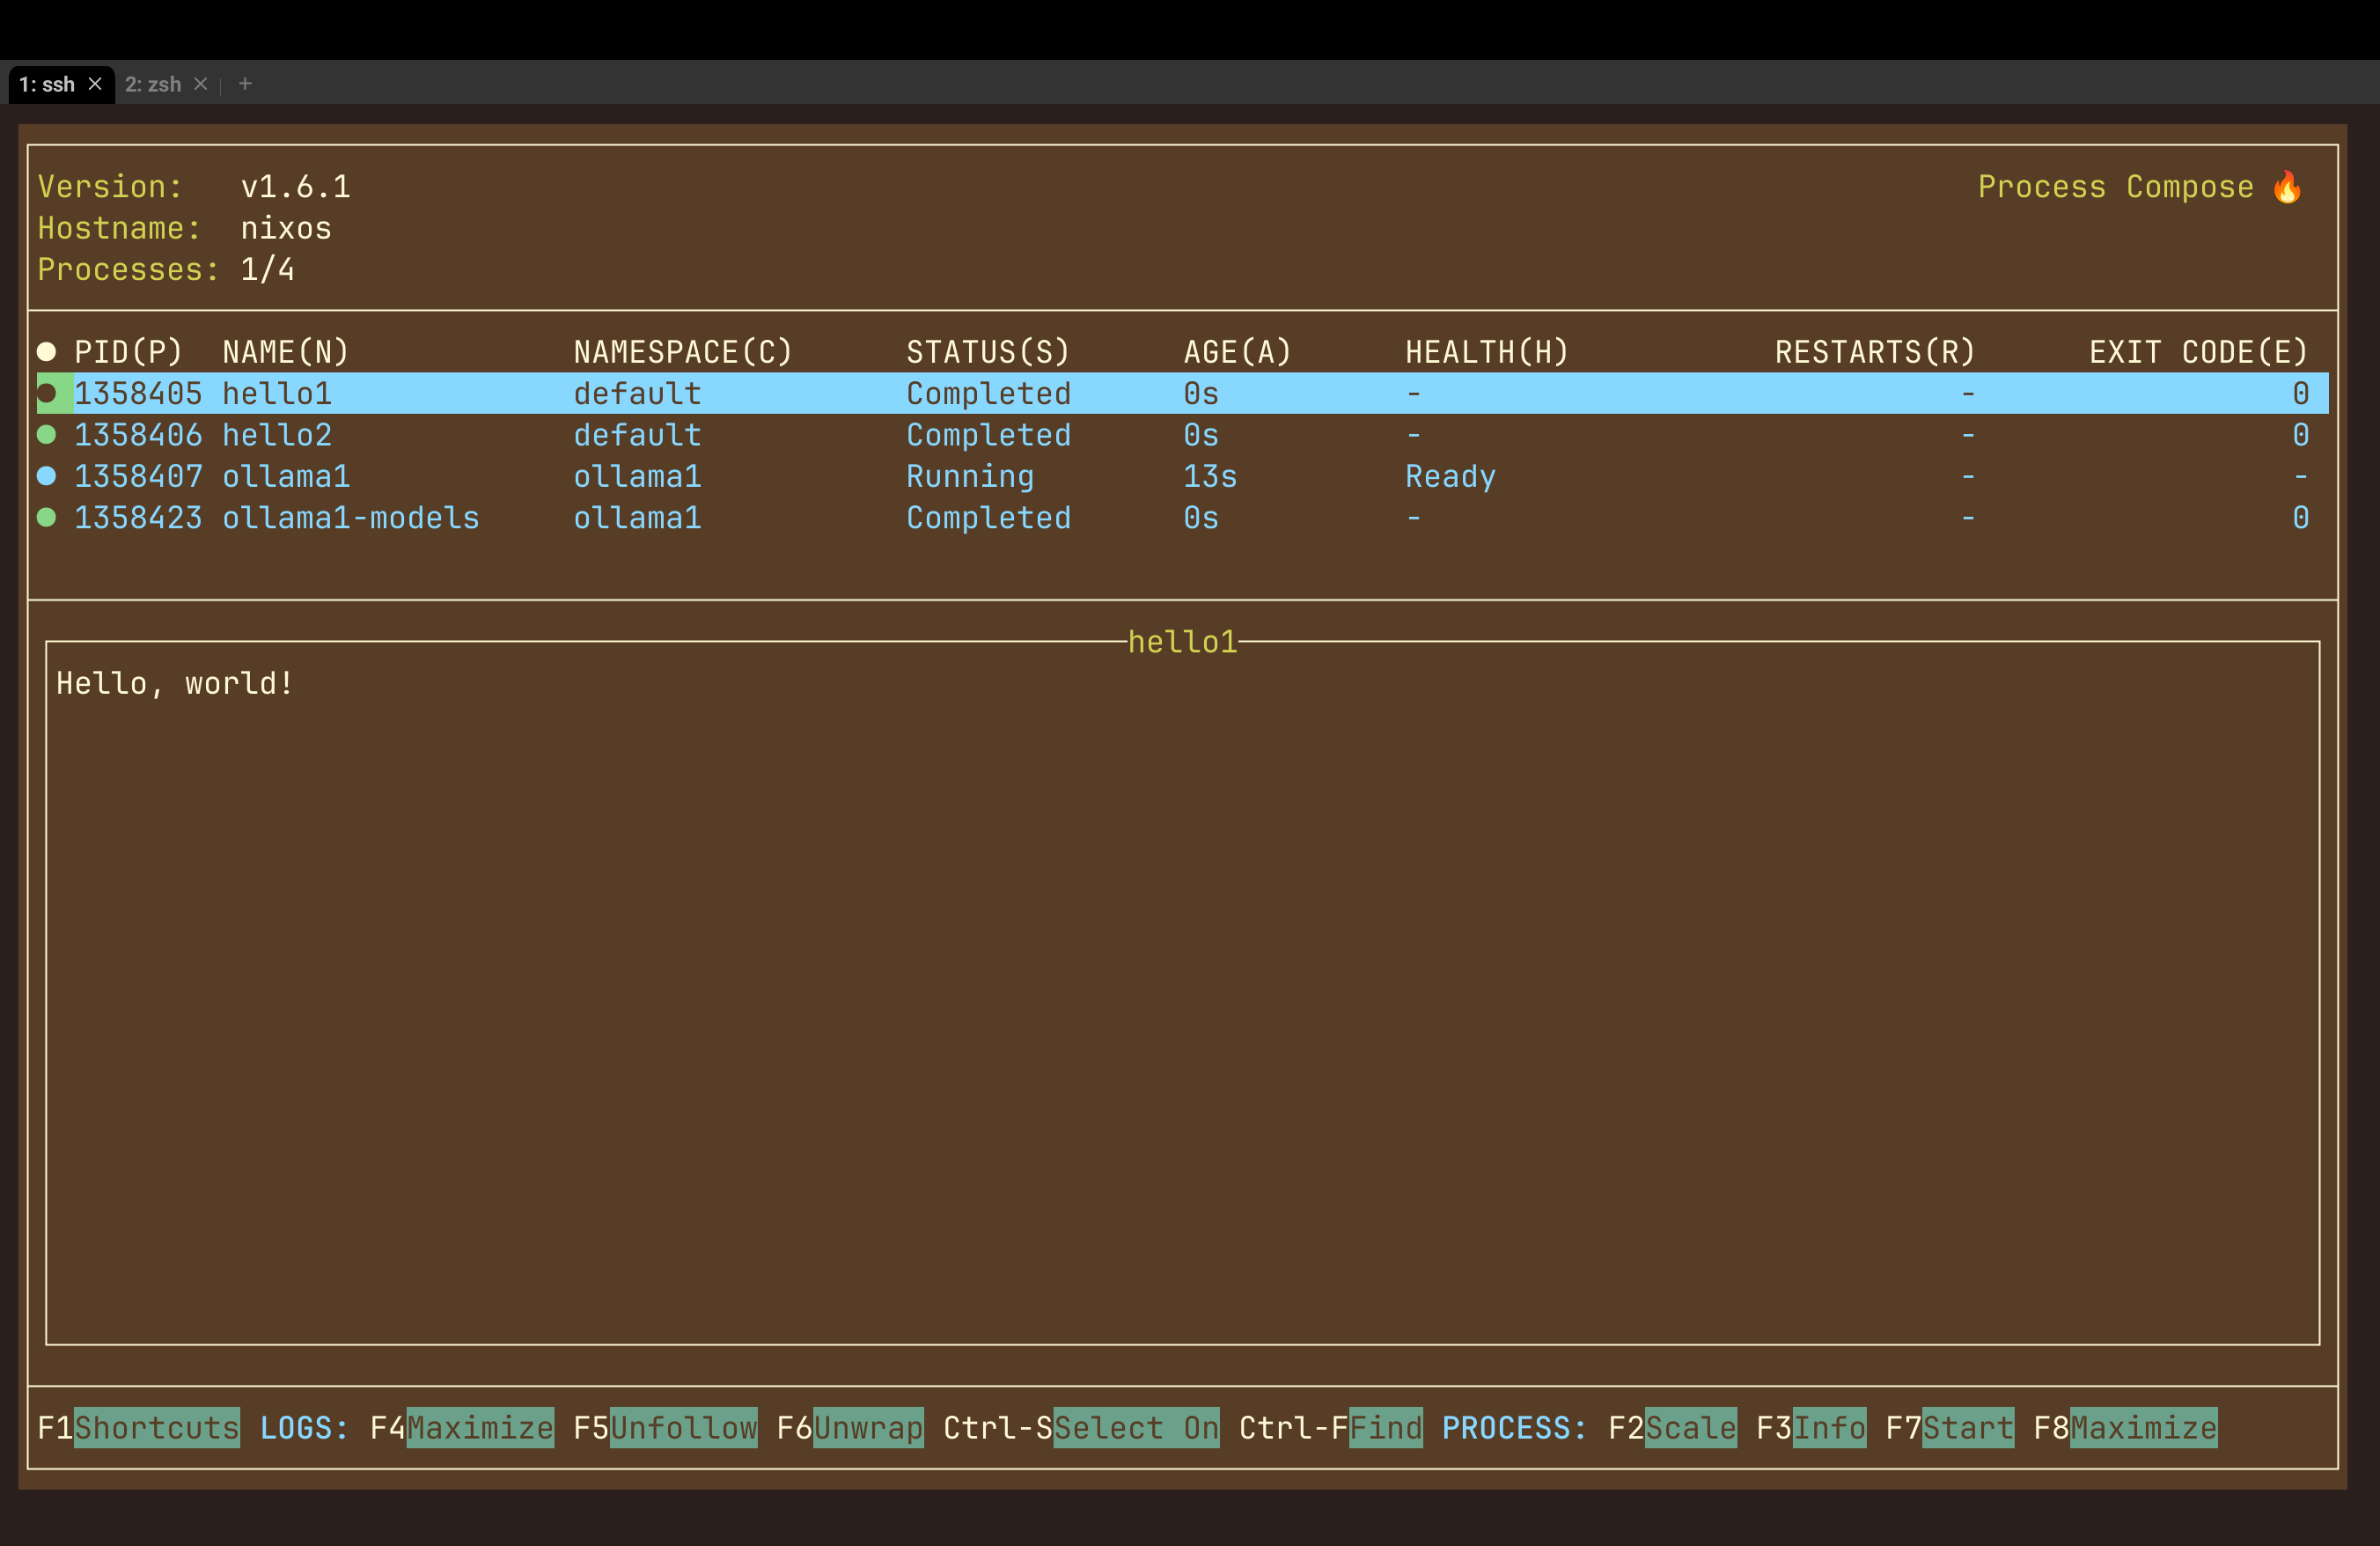 1: ssh × 2: zsh × +
Version: v1.6.1 Process Compose 🔥
Hostname: nixos
Processes: 1/4
● PID(P) NAME(N) NAMESPACE(C) STATUS(S) AGE(A) HEALTH(H) RESTARTS(R) EXIT CODE(E)
● 1358405 hello1 default Completed 0s - - 0
● 1358406 hello2 default Completed 0s - - 0
● 1358407 ollama1 ollama1 Running 13s Ready - -
● 1358423 ollama1-models ollama1 Completed 0s - - 0
hello1
Hello, world!
F1Shortcuts LOGS: F4Maximize F5Unfollow F6Unwrap Ctrl-SSelect On Ctrl-FFind PROCESS: F2Scale F3Info F7Start F8Maximize